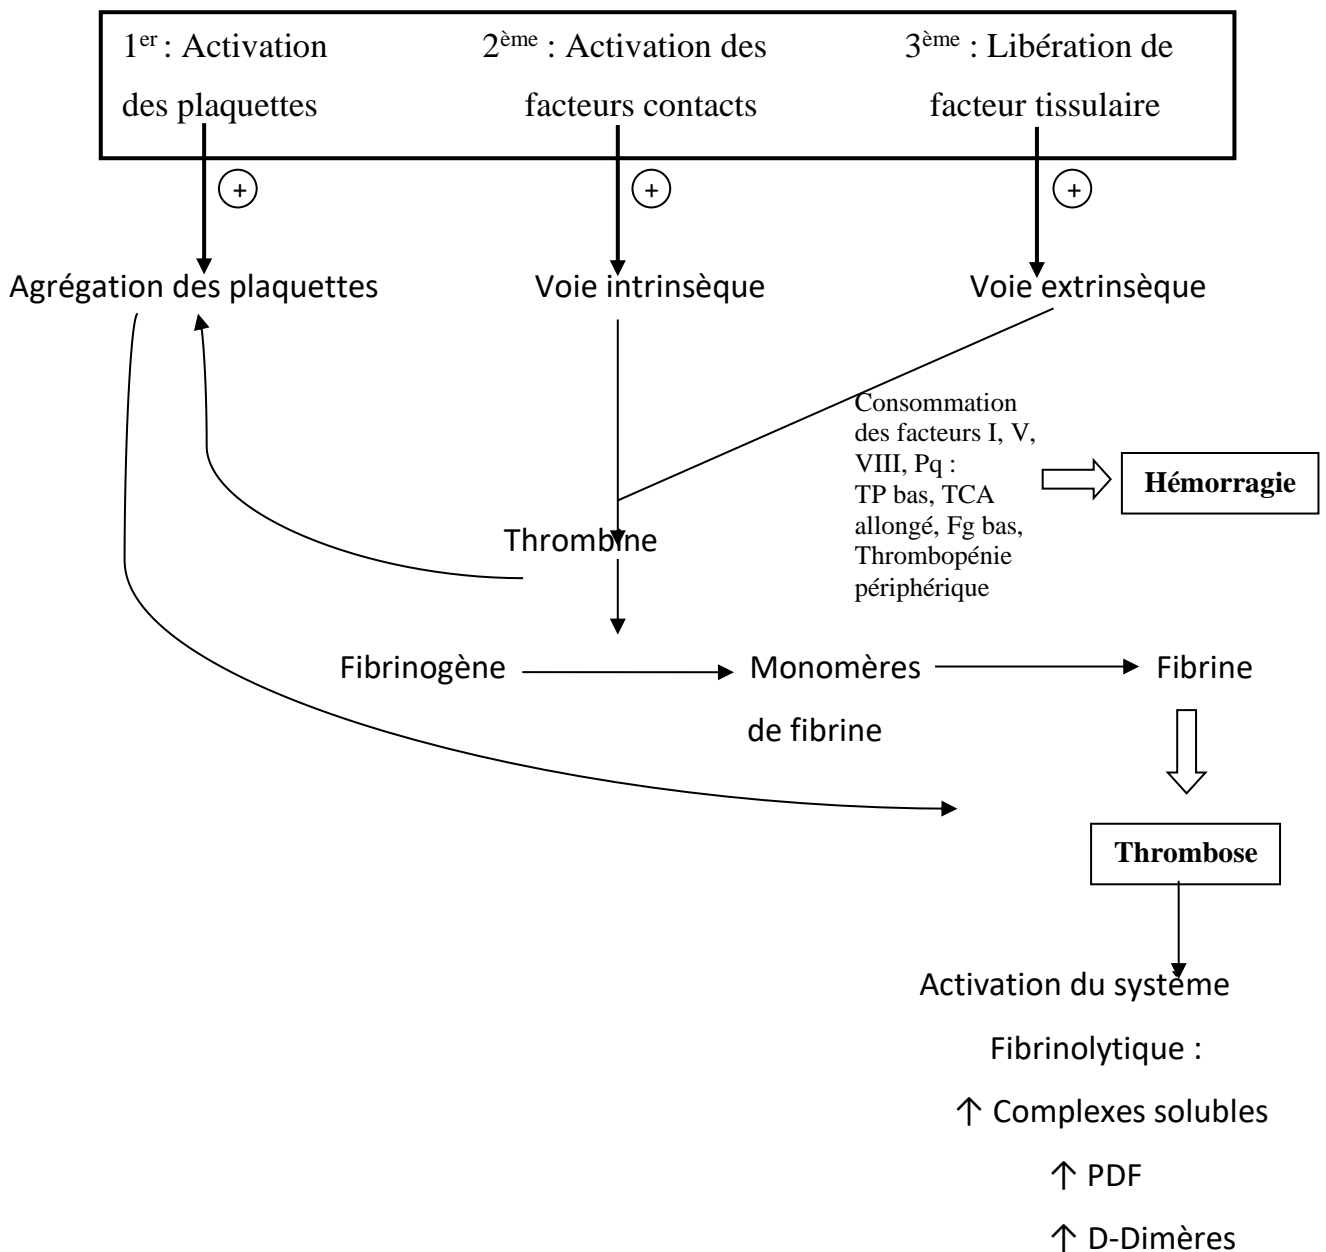 1er : Activation
des plaquettes
2ème : Activation des
facteurs contacts
3ème : Libération de
facteur tissulaire
+
+
+
Agrégation des plaquettes
Voie intrinsèque
Voie extrinsèque
Consommation
des facteurs I, V,
VIII, Pq :
TP bas, TCA
allongé, Fg bas,
Thrombopénie
périphérique
Hémorragie
Thrombine
Fibrinogène
Monomères
de fibrine
Fibrine
Thrombose
Activation du système
Fibrinolytique :
↑ Complexes solubles
↑ PDF
↑ D-Dimères